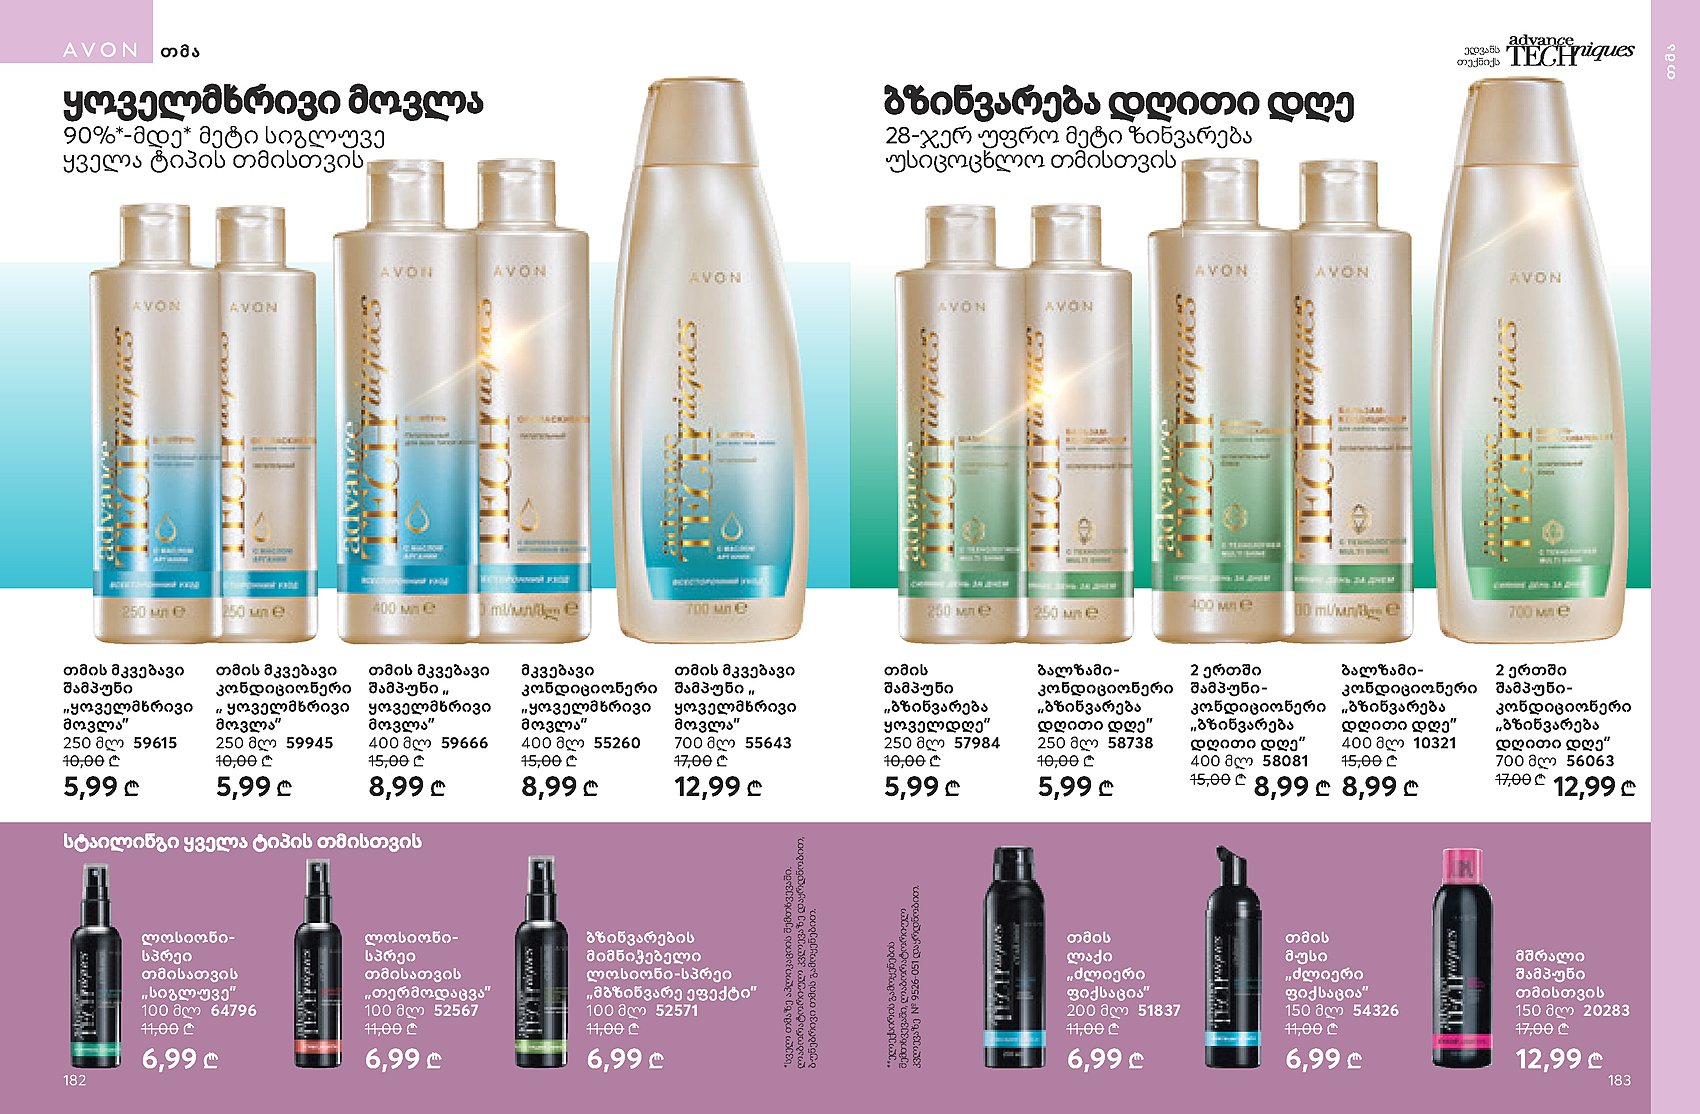 AVON თმა
ედვანს
თექნიქს
advance
TECHniques
თმა
ყოველმხრივი მოვლა
90%*-მდე* მეტი სიგლუვე
ყველა ტიპის თმისთვის
ბზინვარება დღითი დღე
28-ჯერ უფრო მეტი ზინვარება
უსიცოცხლო თმისთვის
თმის მკვებავი
შამპუნი
„ყოველმხრივი
მოვლა“
250 მლ 59615
10,00 ₾
5,99 ₾
თმის მკვებავი
კონდიციონერი
„ ყოველმხრივი
მოვლა“
250 მლ 59945
10,00 ₾
5,99 ₾
თმის მკვებავი
შამპუნი „
ყოველმხრივი
მოვლა“
400 მლ 59666
15,00 ₾
8,99 ₾
მკვებავი
კონდიციონერი
„ყოველმხრივი
მოვლა“
400 მლ 55260
15,00 ₾
8,99 ₾
თმის მკვებავი
შამპუნი „
ყოველმხრივი
მოვლა“
700 მლ 55643
17,00 ₾
12,99 ₾
თმის
შამპუნი
„ბზინვარება
ყოველდღე“
250 მლ 57984
10,00 ₾
5,99 ₾
ბალზამი-
კონდიციონერი
„ბზინვარება
დღითი დღე“
250 მლ 58738
10,00 ₾
5,99 ₾
2 ერთში
შამპუნი-
კონდიციონერი
„ბზინვარება
დღითი დღე“
400 მლ 58081
15,00 ₾ 8,99 ₾
ბალზამი-
კონდიციონერი
„ბზინვარება
დღითი დღე“
400 მლ 10321
15,00 ₾
8,99 ₾
2 ერთში
შამპუნი-
კონდიციონერი
„ბზინვარება
დღითი დღე“
700 მლ 56063
17,00 ₾ 12,99 ₾
სტაილინგი ყველა ტიპის თმისთვის
ლოსიონი-
სპრეი
თმისათვის
„სიგლუვე“
100 მლ 64796
11,00 ₾
6,99 ₾
ლოსიონი-
სპრეი
თმისათვის
„თერმოდაცვა“
100 მლ 52567
11,00 ₾
6,99 ₾
ბზინვარების
მიმნიჭებელი
ლოსიონი-სპრეი
„მბზინვარე ეფექტი“
100 მლ 52571
11,00 ₾
6,99 ₾
თმის
ლაქი
„ძლიერი
ფიქსაცია“
200 მლ 51837
11,00 ₾
6,99 ₾
თმის
მუსი
„ძლიერი
ფიქსაცია“
150 მლ 54326
11,00 ₾
6,99 ₾
მშრალი
შამპუნი
თმისთვის
150 მლ 20283
17,00 ₾
12,99 ₾
182
183